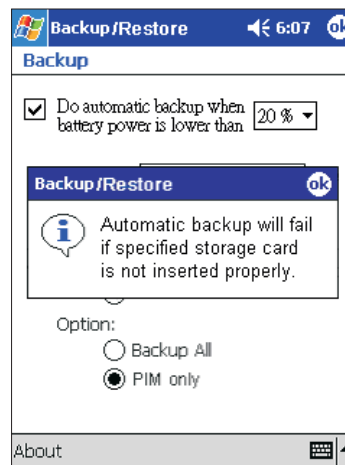 Backup/Restore 6:07 ok
Backup
Do automatic backup when
battery power is lower than 20 %
Backup/Restore ok
Automatic backup will fail
if specified storage card
is not inserted properly.
Option:
Backup All
PIM only
About